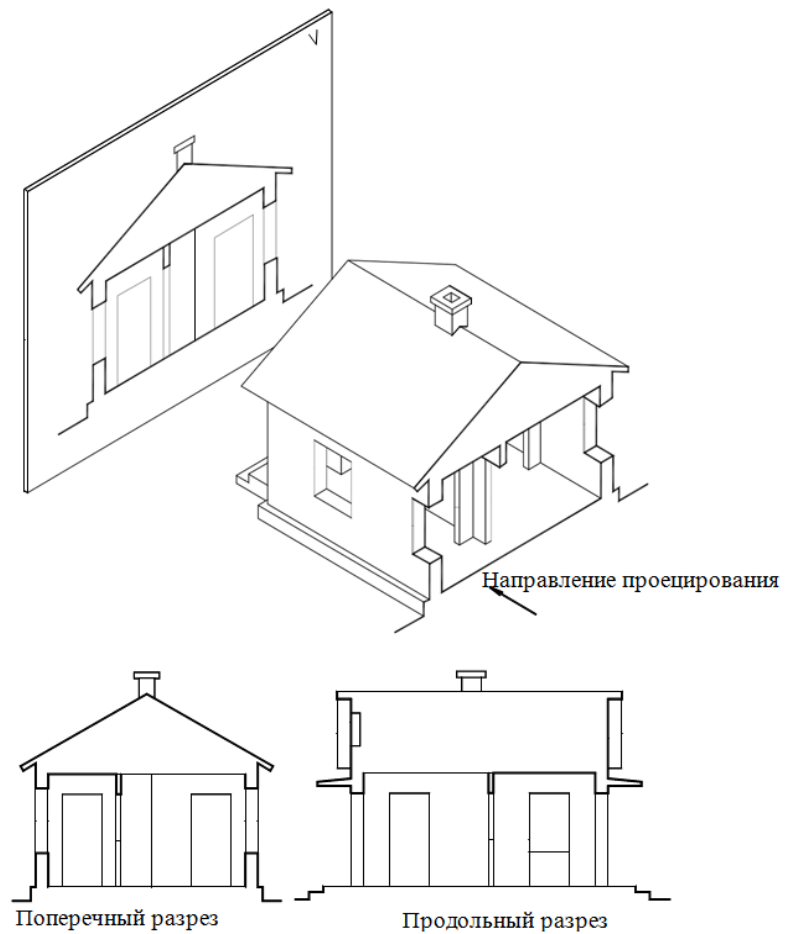 V
Направление проецирования
Поперечный разрез
Продольный разрез